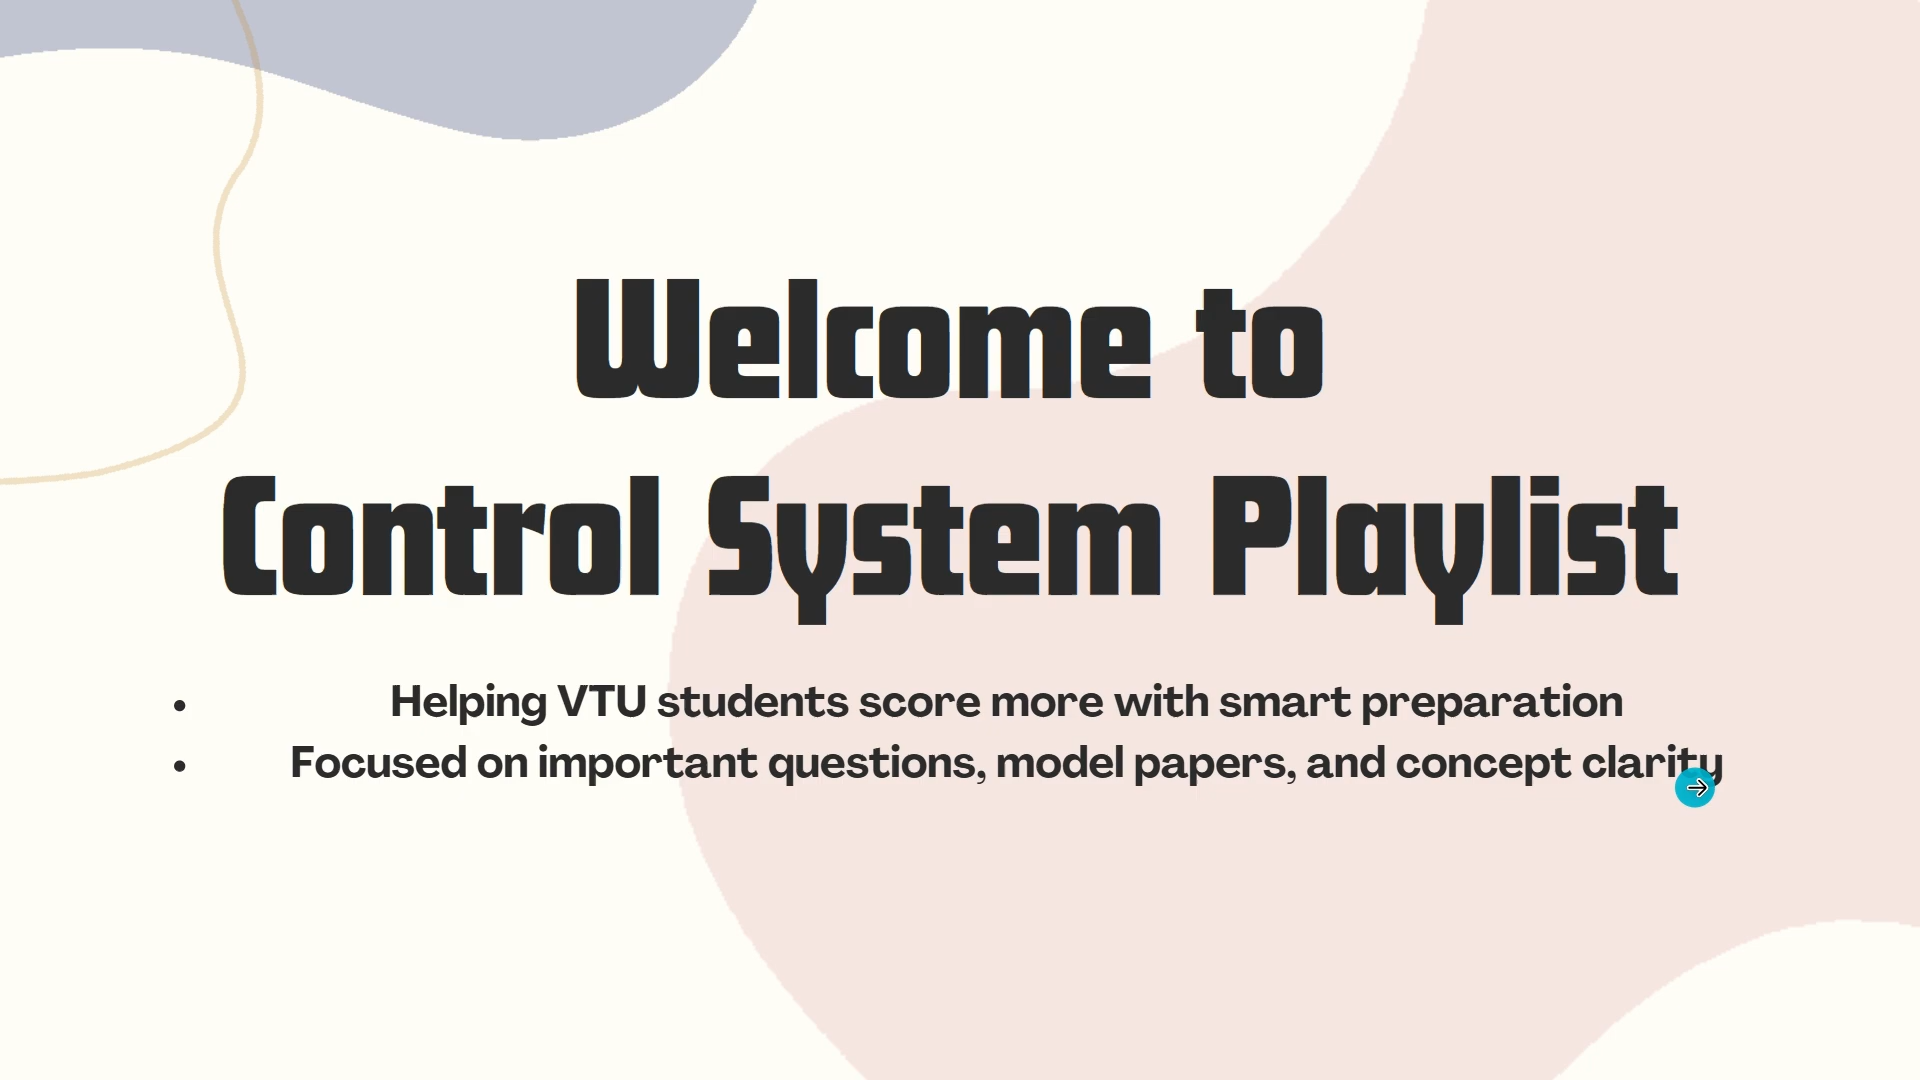 Welcome to
Control System Playlist
• Helping VTU students score more with smart preparation
• Focused on important questions, model papers, and concept clarity